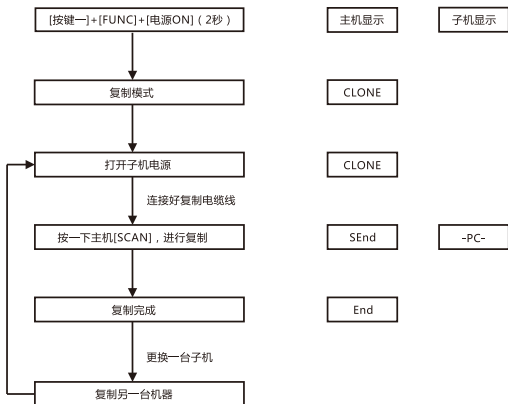 [按键一]+[FUNC]+[电源ON]（2秒） 主机显示 子机显示
复制模式 CLONE
打开子机电源 CLONE
连接好复制电缆线
按一下主机[SCAN]，进行复制 SEnd -PC-
复制完成 End
更换一台子机
复制另一台机器